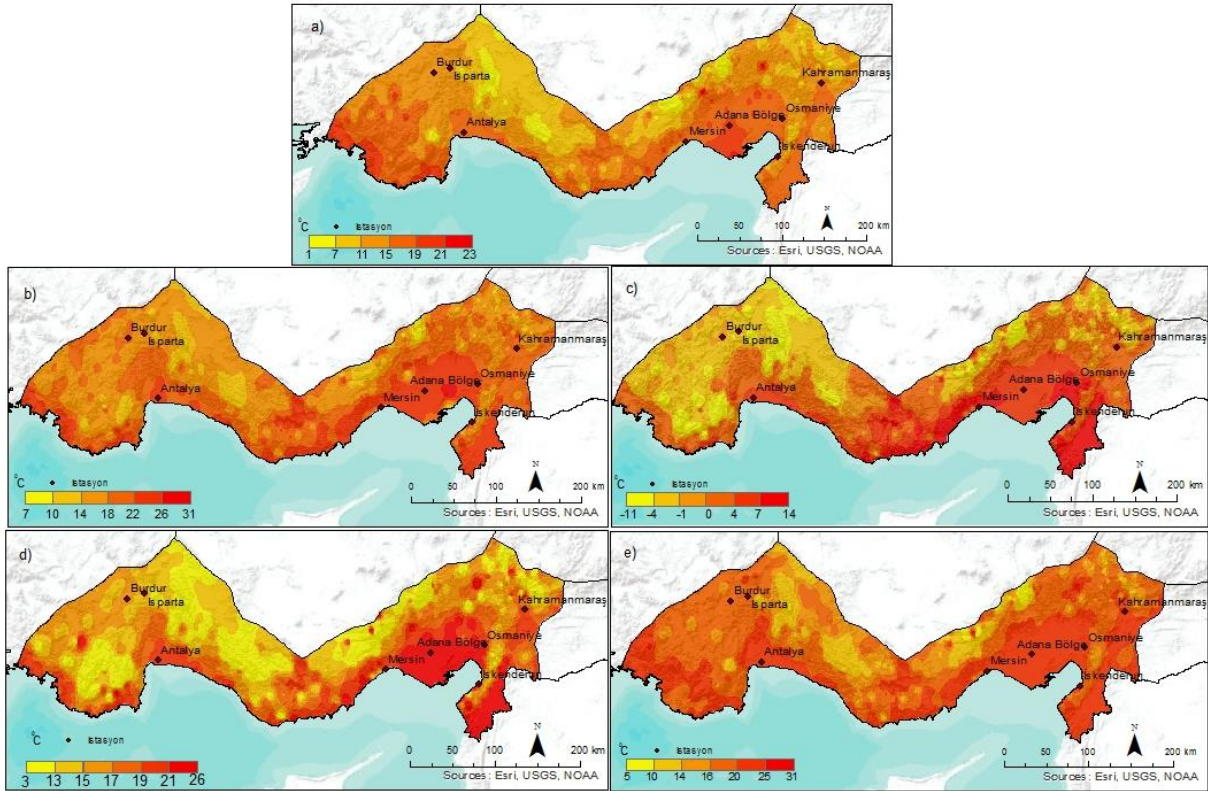 a)
Burdur
Isparta
Antalya
Mersin
Adana Bölge
Osmaniye
Kahramanmaraş
İskenderun
°C
İstasyon
1 7 11 15 19 21 23
N
0 50 100 200 km
Sources: Esri, USGS, NOAA
b)
Burdur
Isparta
Antalya
Mersin
Adana Bölge
Osmaniye
Kahramanmaraş
İskenderun
°C
İstasyon
7 10 14 18 22 26 31
N
0 50 100 200 km
Sources: Esri, USGS, NOAA
c)
Burdur
Isparta
Antalya
Mersin
Adana Bölge
Osmaniye
Kahramanmaraş
İskenderun
°C
İstasyon
-11 -4 -1 0 4 7 14
N
0 50 100 200 km
Sources: Esri, USGS, NOAA
d)
Burdur
Isparta
Antalya
Mersin
Adana Bölge
Osmaniye
Kahramanmaraş
İskenderun
°C
İstasyon
3 13 15 17 19 21 26
N
0 50 100 200 km
Sources: Esri, USGS, NOAA
e)
Burdur
Isparta
Antalya
Mersin
Adana Bölge
Osmaniye
Kahramanmaraş
İskenderun
°C
İstasyon
5 10 14 16 20 25 31
N
0 50 100 200 km
Sources: Esri, USGS, NOAA